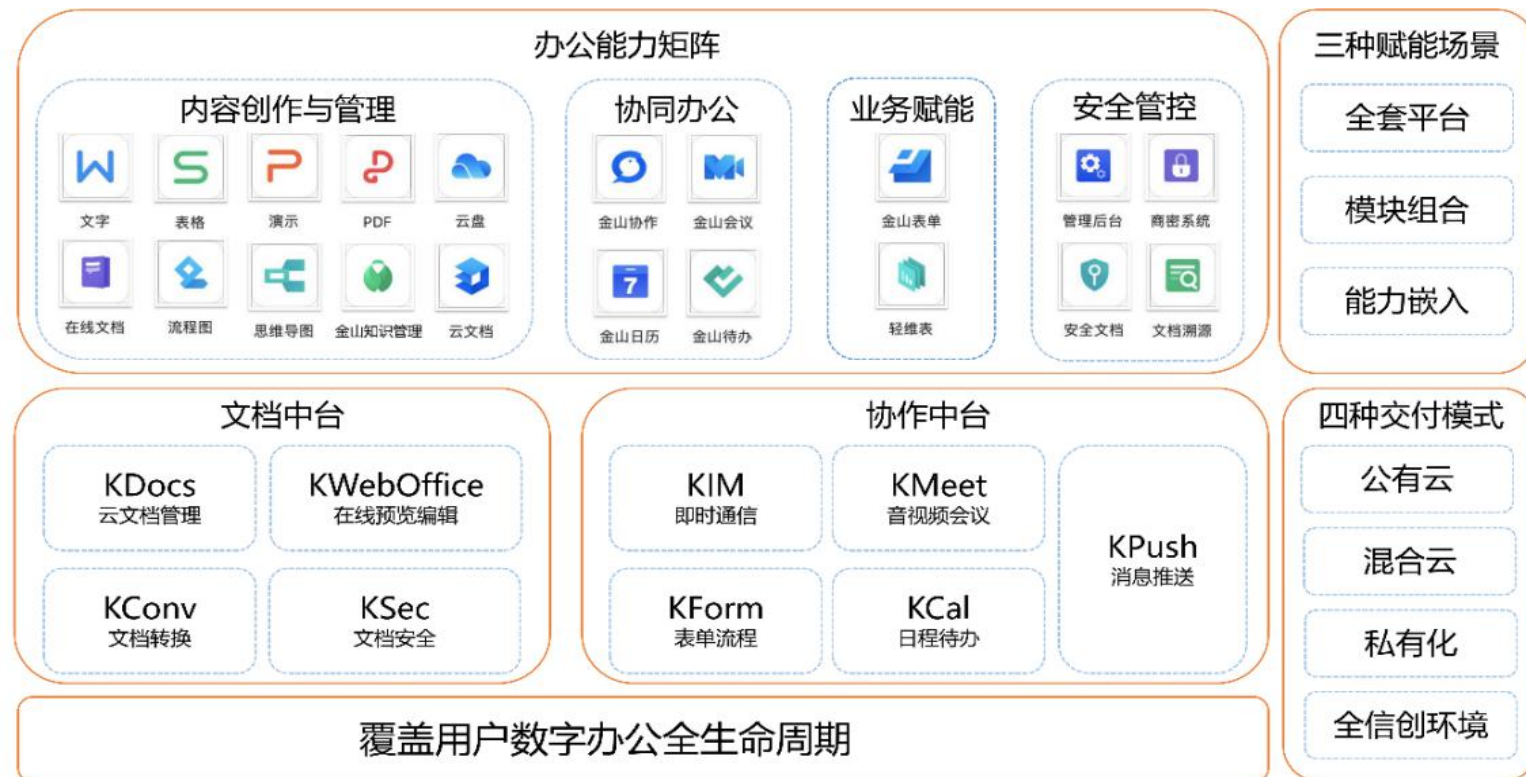 办公能力矩阵
内容创作与管理
文字
表格
演示
PDF
云盘
在线文档
流程图
思维导图
金山知识管理
云文档
协同办公
金山协作
金山会议
7
金山日历
金山待办
业务赋能
金山表单
轻维表
安全管控
管理后台
商密系统
安全文档
文档溯源
三种赋能场景
全套平台
模块组合
能力嵌入
文档中台
KDocs
云文档管理
KWebOffice
在线预览编辑
KConv
文档转换
KSec
文档安全
协作中台
KIM
即时通信
KMeet
音视频会议
KForm
表单流程
KCal
日程待办
KPush
消息推送
四种交付模式
公有云
混合云
私有化
全信创环境
覆盖用户数字办公全生命周期